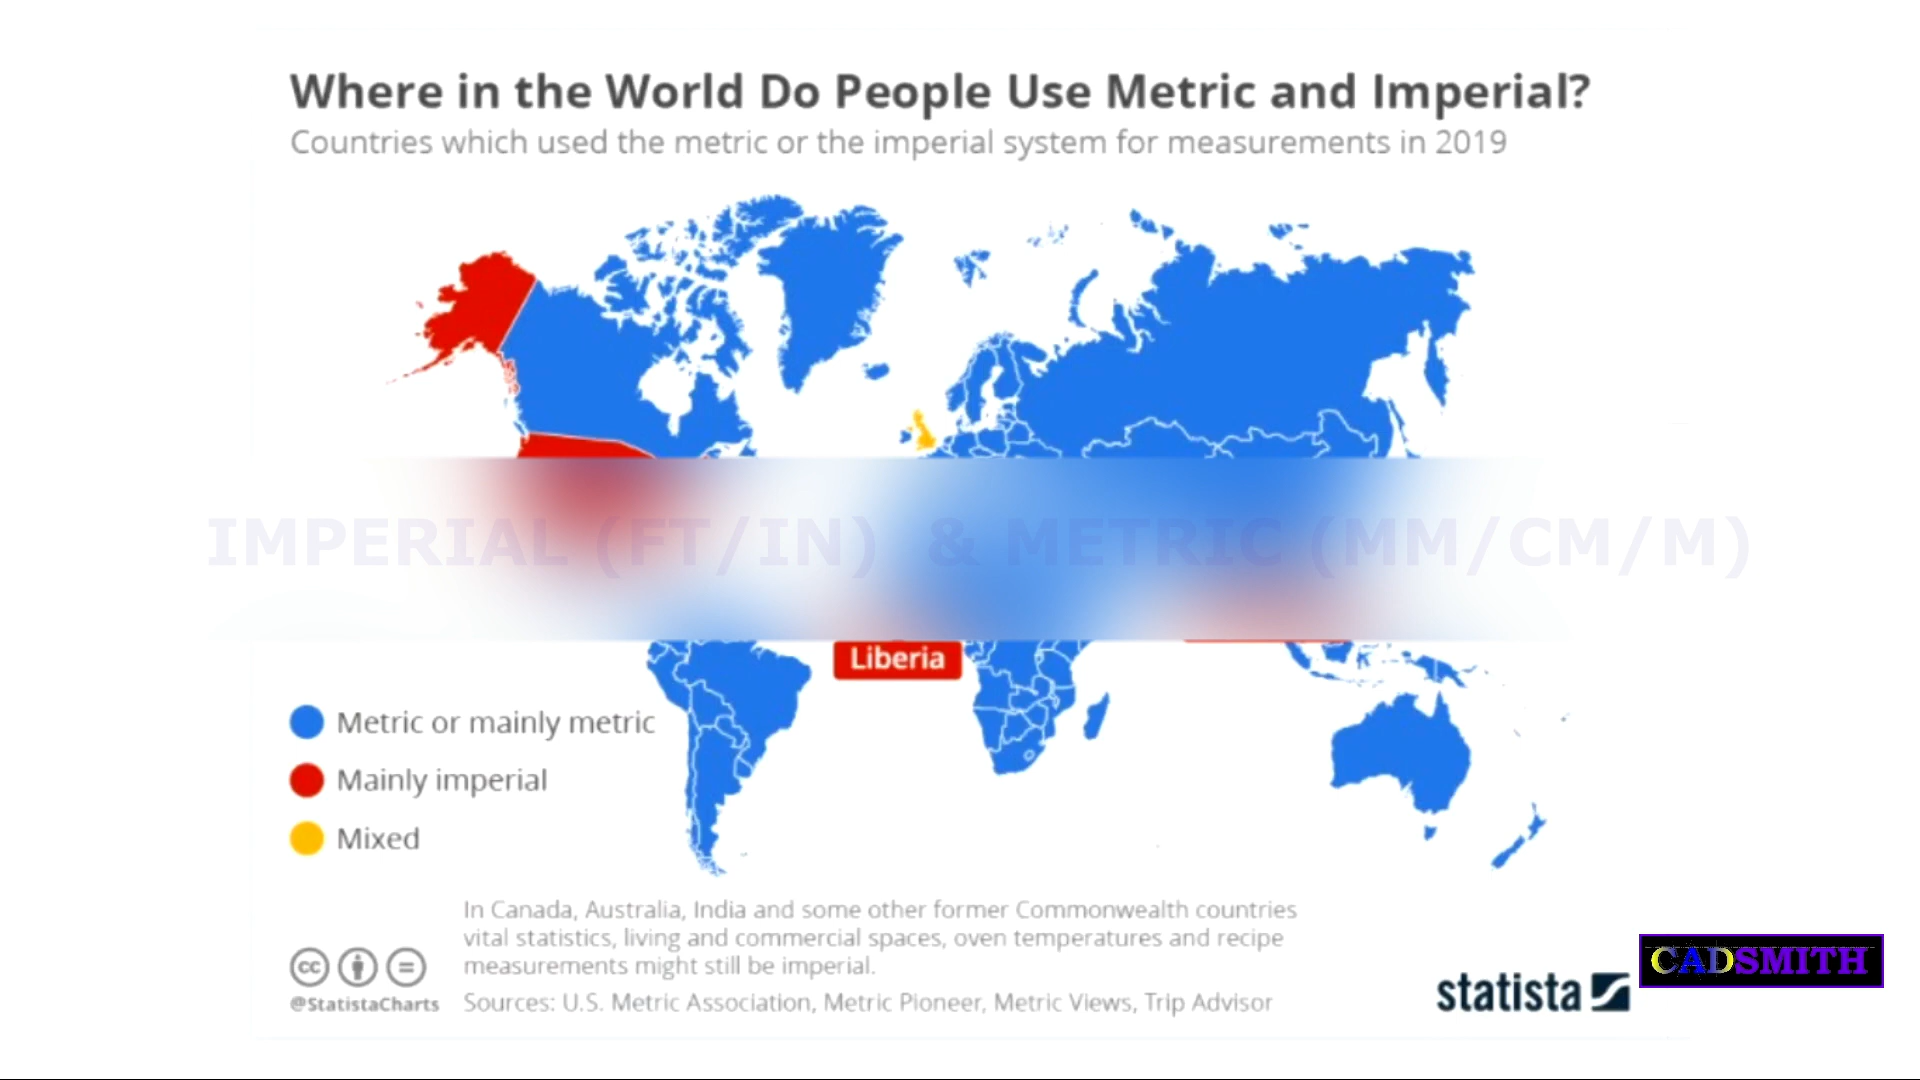 Where in the World Do People Use Metric and Imperial?
Countries which used the metric or the imperial system for measurements in 2019
IMPERIAL (FT/IN) & METRIC (MM/CM/M)
Liberia
Metric or mainly metric
Mainly imperial
Mixed
In Canada, Australia, India and some other former Commonwealth countries
vital statistics, living and commercial spaces, oven temperatures and recipe
measurements might still be imperial.
cc
@StatistaCharts
Sources: U.S. Metric Association, Metric Pioneer, Metric Views, Trip Advisor
statista
CADSMITH